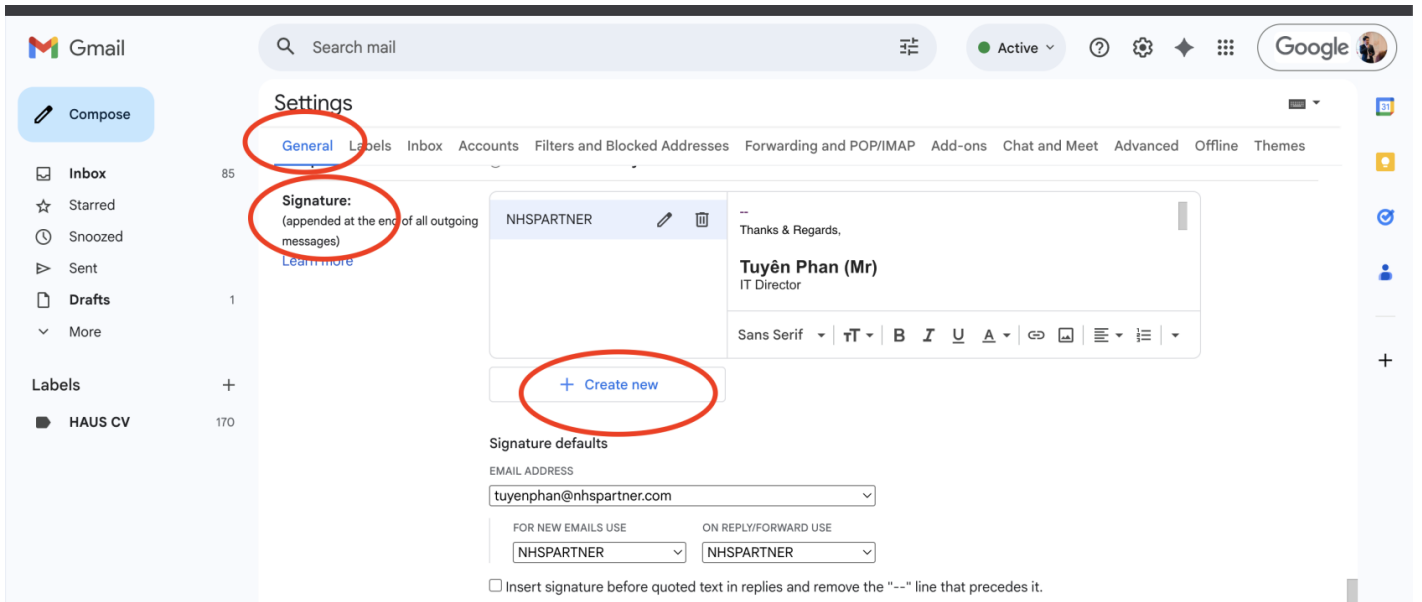 Gmail
Search mail
Active
Google
Compose
Settings
General Labels Inbox Accounts Filters and Blocked Addresses Forwarding and POP/IMAP Add-ons Chat and Meet Advanced Offline Themes
Inbox 85
Starred
Snoozed
Sent
Drafts 1
More
Labels
HAUS CV 170
Signature:
(appended at the end of all outgoing
messages)
Learn more
NHSPARTNER
--
Thanks & Regards,
Tuyên Phan (Mr)
IT Director
Sans Serif
Create new
Signature defaults
EMAIL ADDRESS
tuyenphan@nhspartner.com
FOR NEW EMAILS USE ON REPLY/FORWARD USE
NHSPARTNER NHSPARTNER
Insert signature before quoted text in replies and remove the "--" line that precedes it.
31